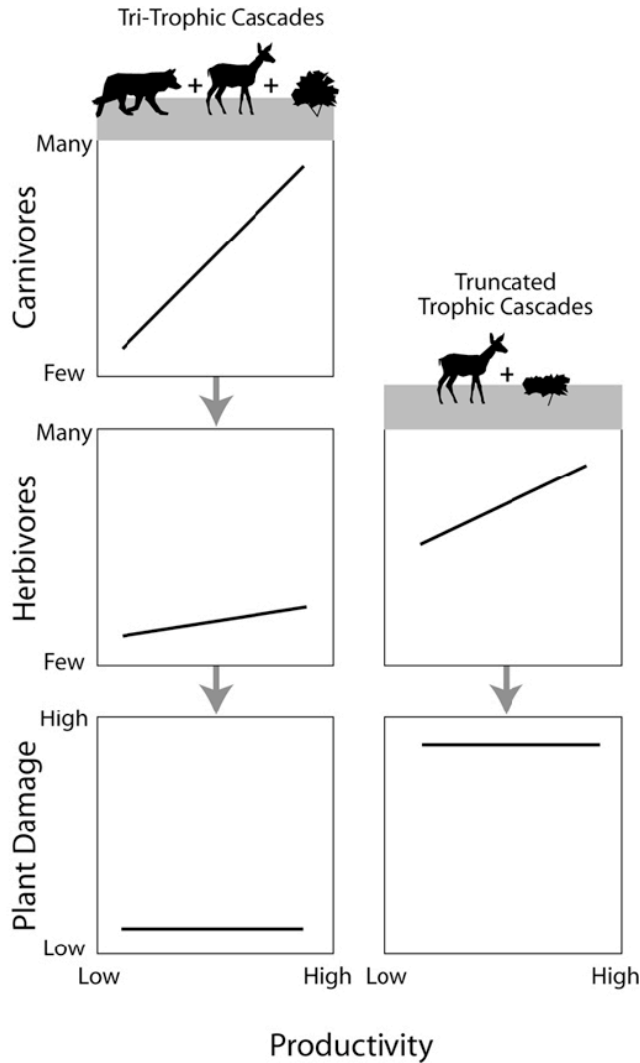 Tri-Trophic Cascades
+ +
Many
Carnivores
Few
Truncated
Trophic Cascades
+
Many
Herbivores
Few
High
Plant Damage
Low
Low High Low High
Productivity